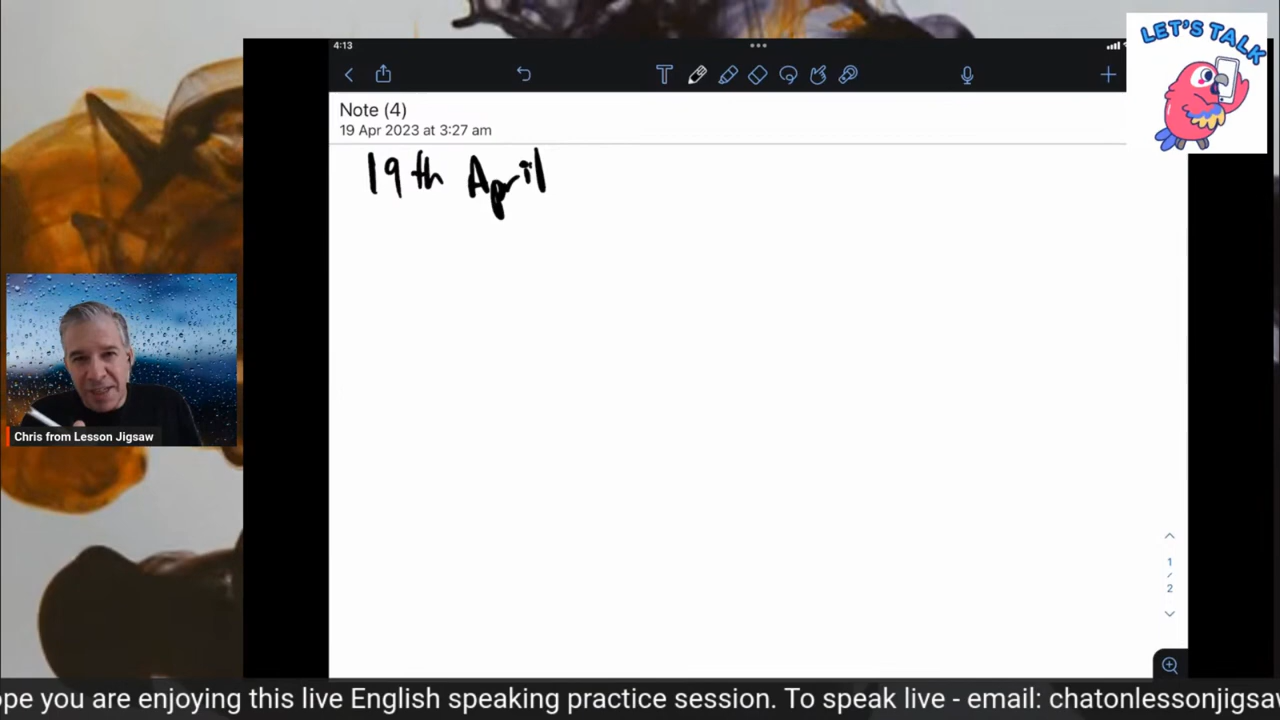 4:13
LET'S TALK
Note (4)
19 Apr 2023 at 3:27 am
19th April
Chris from Lesson Jigsaw
1
/
2
ope you are enjoying this live English speaking practice session. To speak live - email: chatonlessonjigsaw